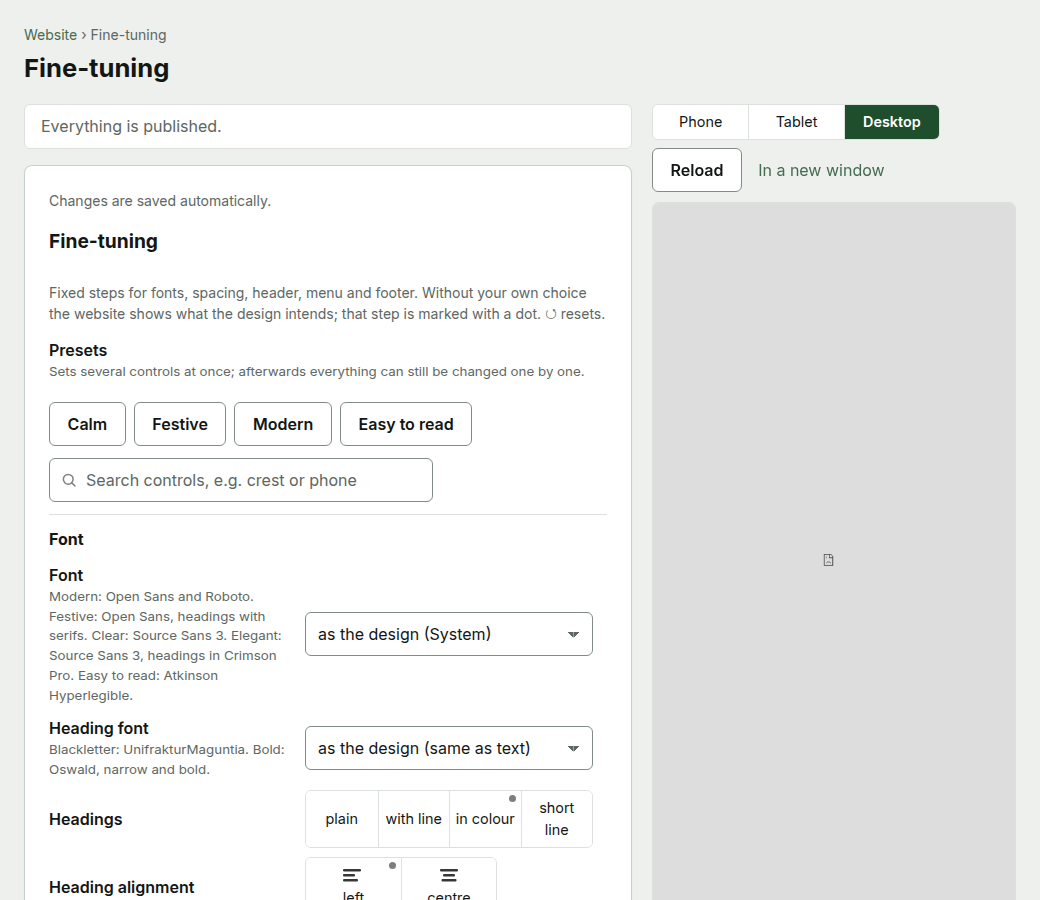 Website › Fine-tuning
Fine-tuning
Everything is published.
Phone
Tablet
Desktop
Reload
In a new window
Changes are saved automatically.
Fine-tuning
Fixed steps for fonts, spacing, header, menu and footer. Without your own choice
the website shows what the design intends; that step is marked with a dot. ↺ resets.
Presets
Sets several controls at once; afterwards everything can still be changed one by one.
Calm
Festive
Modern
Easy to read
Search controls, e.g. crest or phone
Font
Font
Modern: Open Sans and Roboto.
Festive: Open Sans, headings with
serifs. Clear: Source Sans 3. Elegant:
Source Sans 3, headings in Crimson
Pro. Easy to read: Atkinson
Hyperlegible.
as the design (System)
Heading font
Blackletter: UnifrakturMaguntia. Bold:
Oswald, narrow and bold.
as the design (same as text)
Headings
plain
with line
in colour
short
line
Heading alignment
left
centre